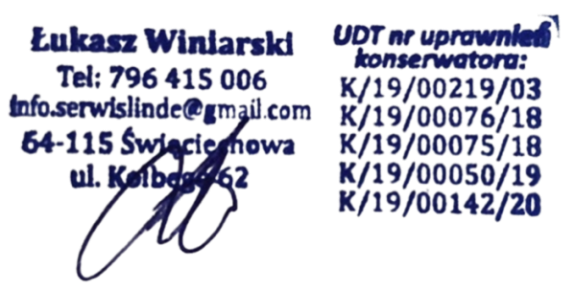 Łukasz Winiarski
Tel: 796 415 006
info.serwislinde@gmail.com
64-115 Święciechowa
ul. Kolbego 62
UDT nr uprawnień
konserwatora:
K/19/00219/03
K/19/00076/18
K/19/00075/18
K/19/00050/19
K/19/00142/20